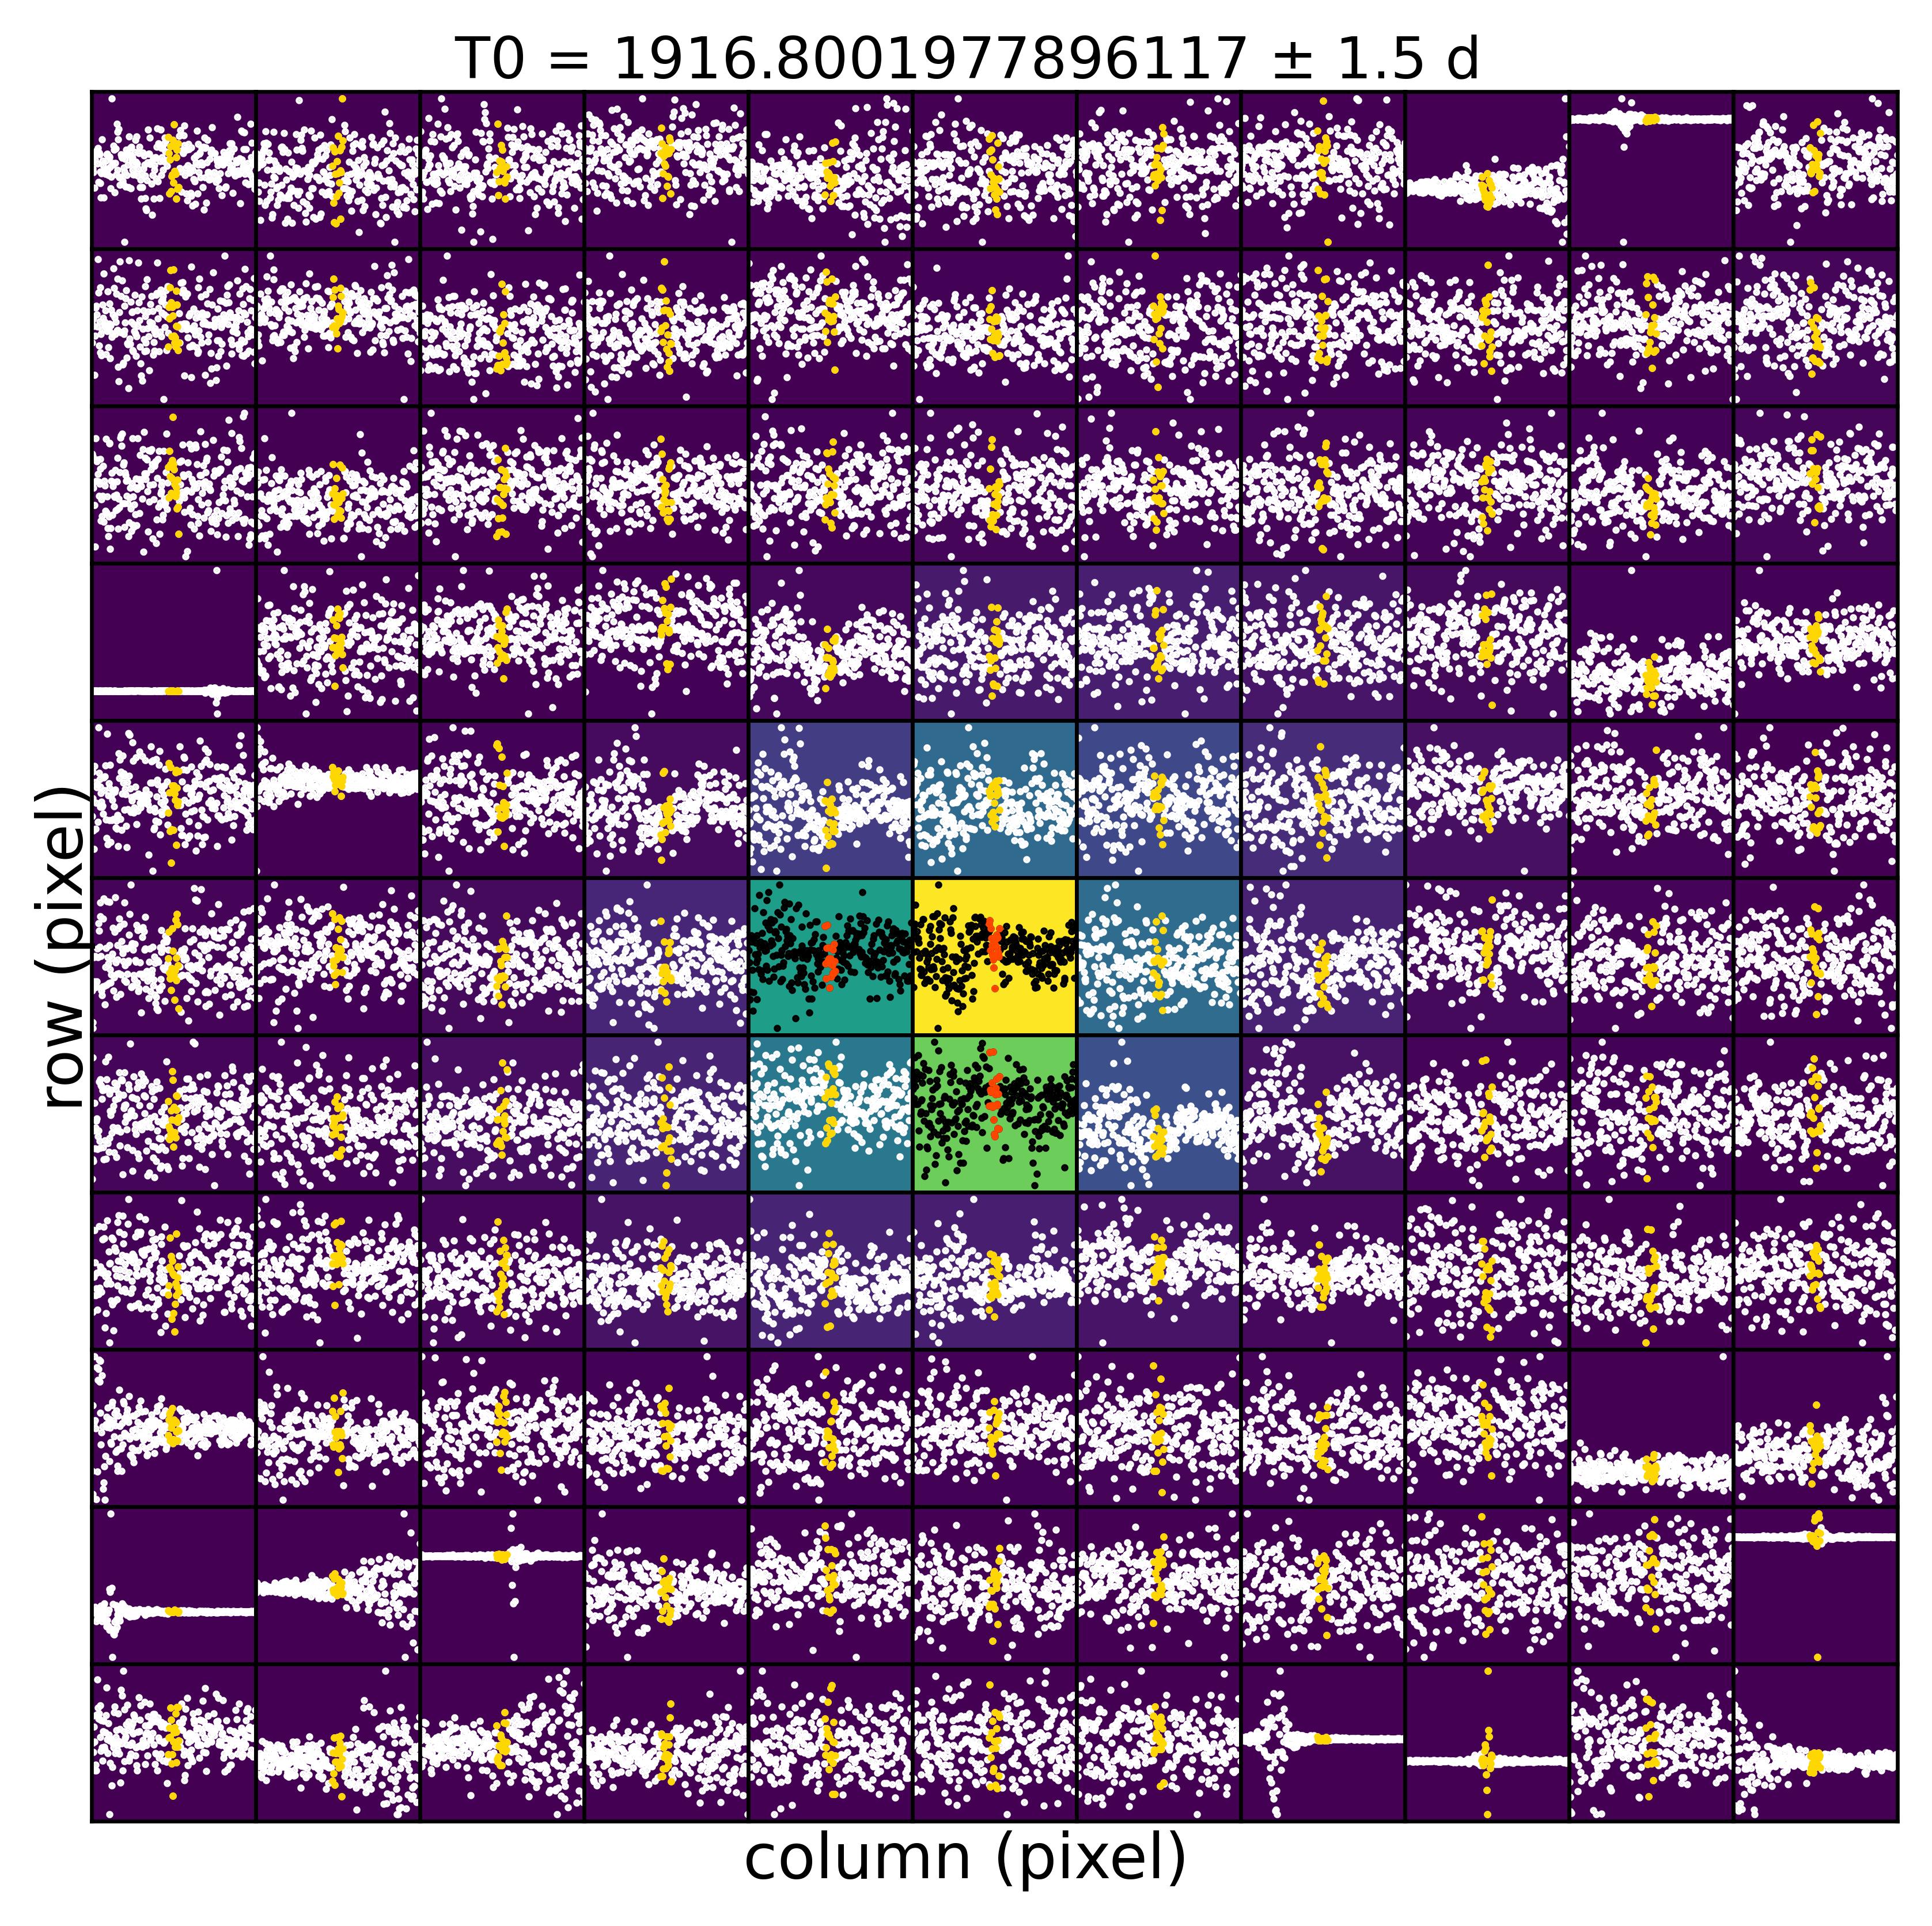 T0 = 1916.8001977896117 ± 1.5 d
row (pixel)
column (pixel)